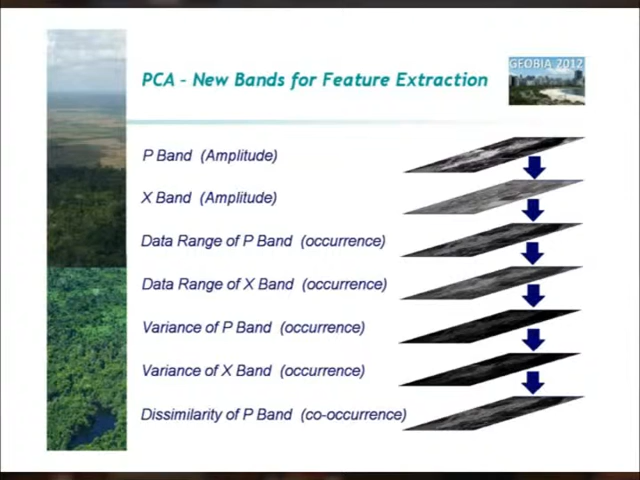 GEOBIA 2012
PCA - New Bands for Feature Extraction
P Band (Amplitude)
X Band (Amplitude)
Data Range of P Band (occurrence)
Data Range of X Band (occurrence)
Variance of P Band (occurrence)
Variance of X Band (occurrence)
Dissimilarity of P Band (co-occurrence)